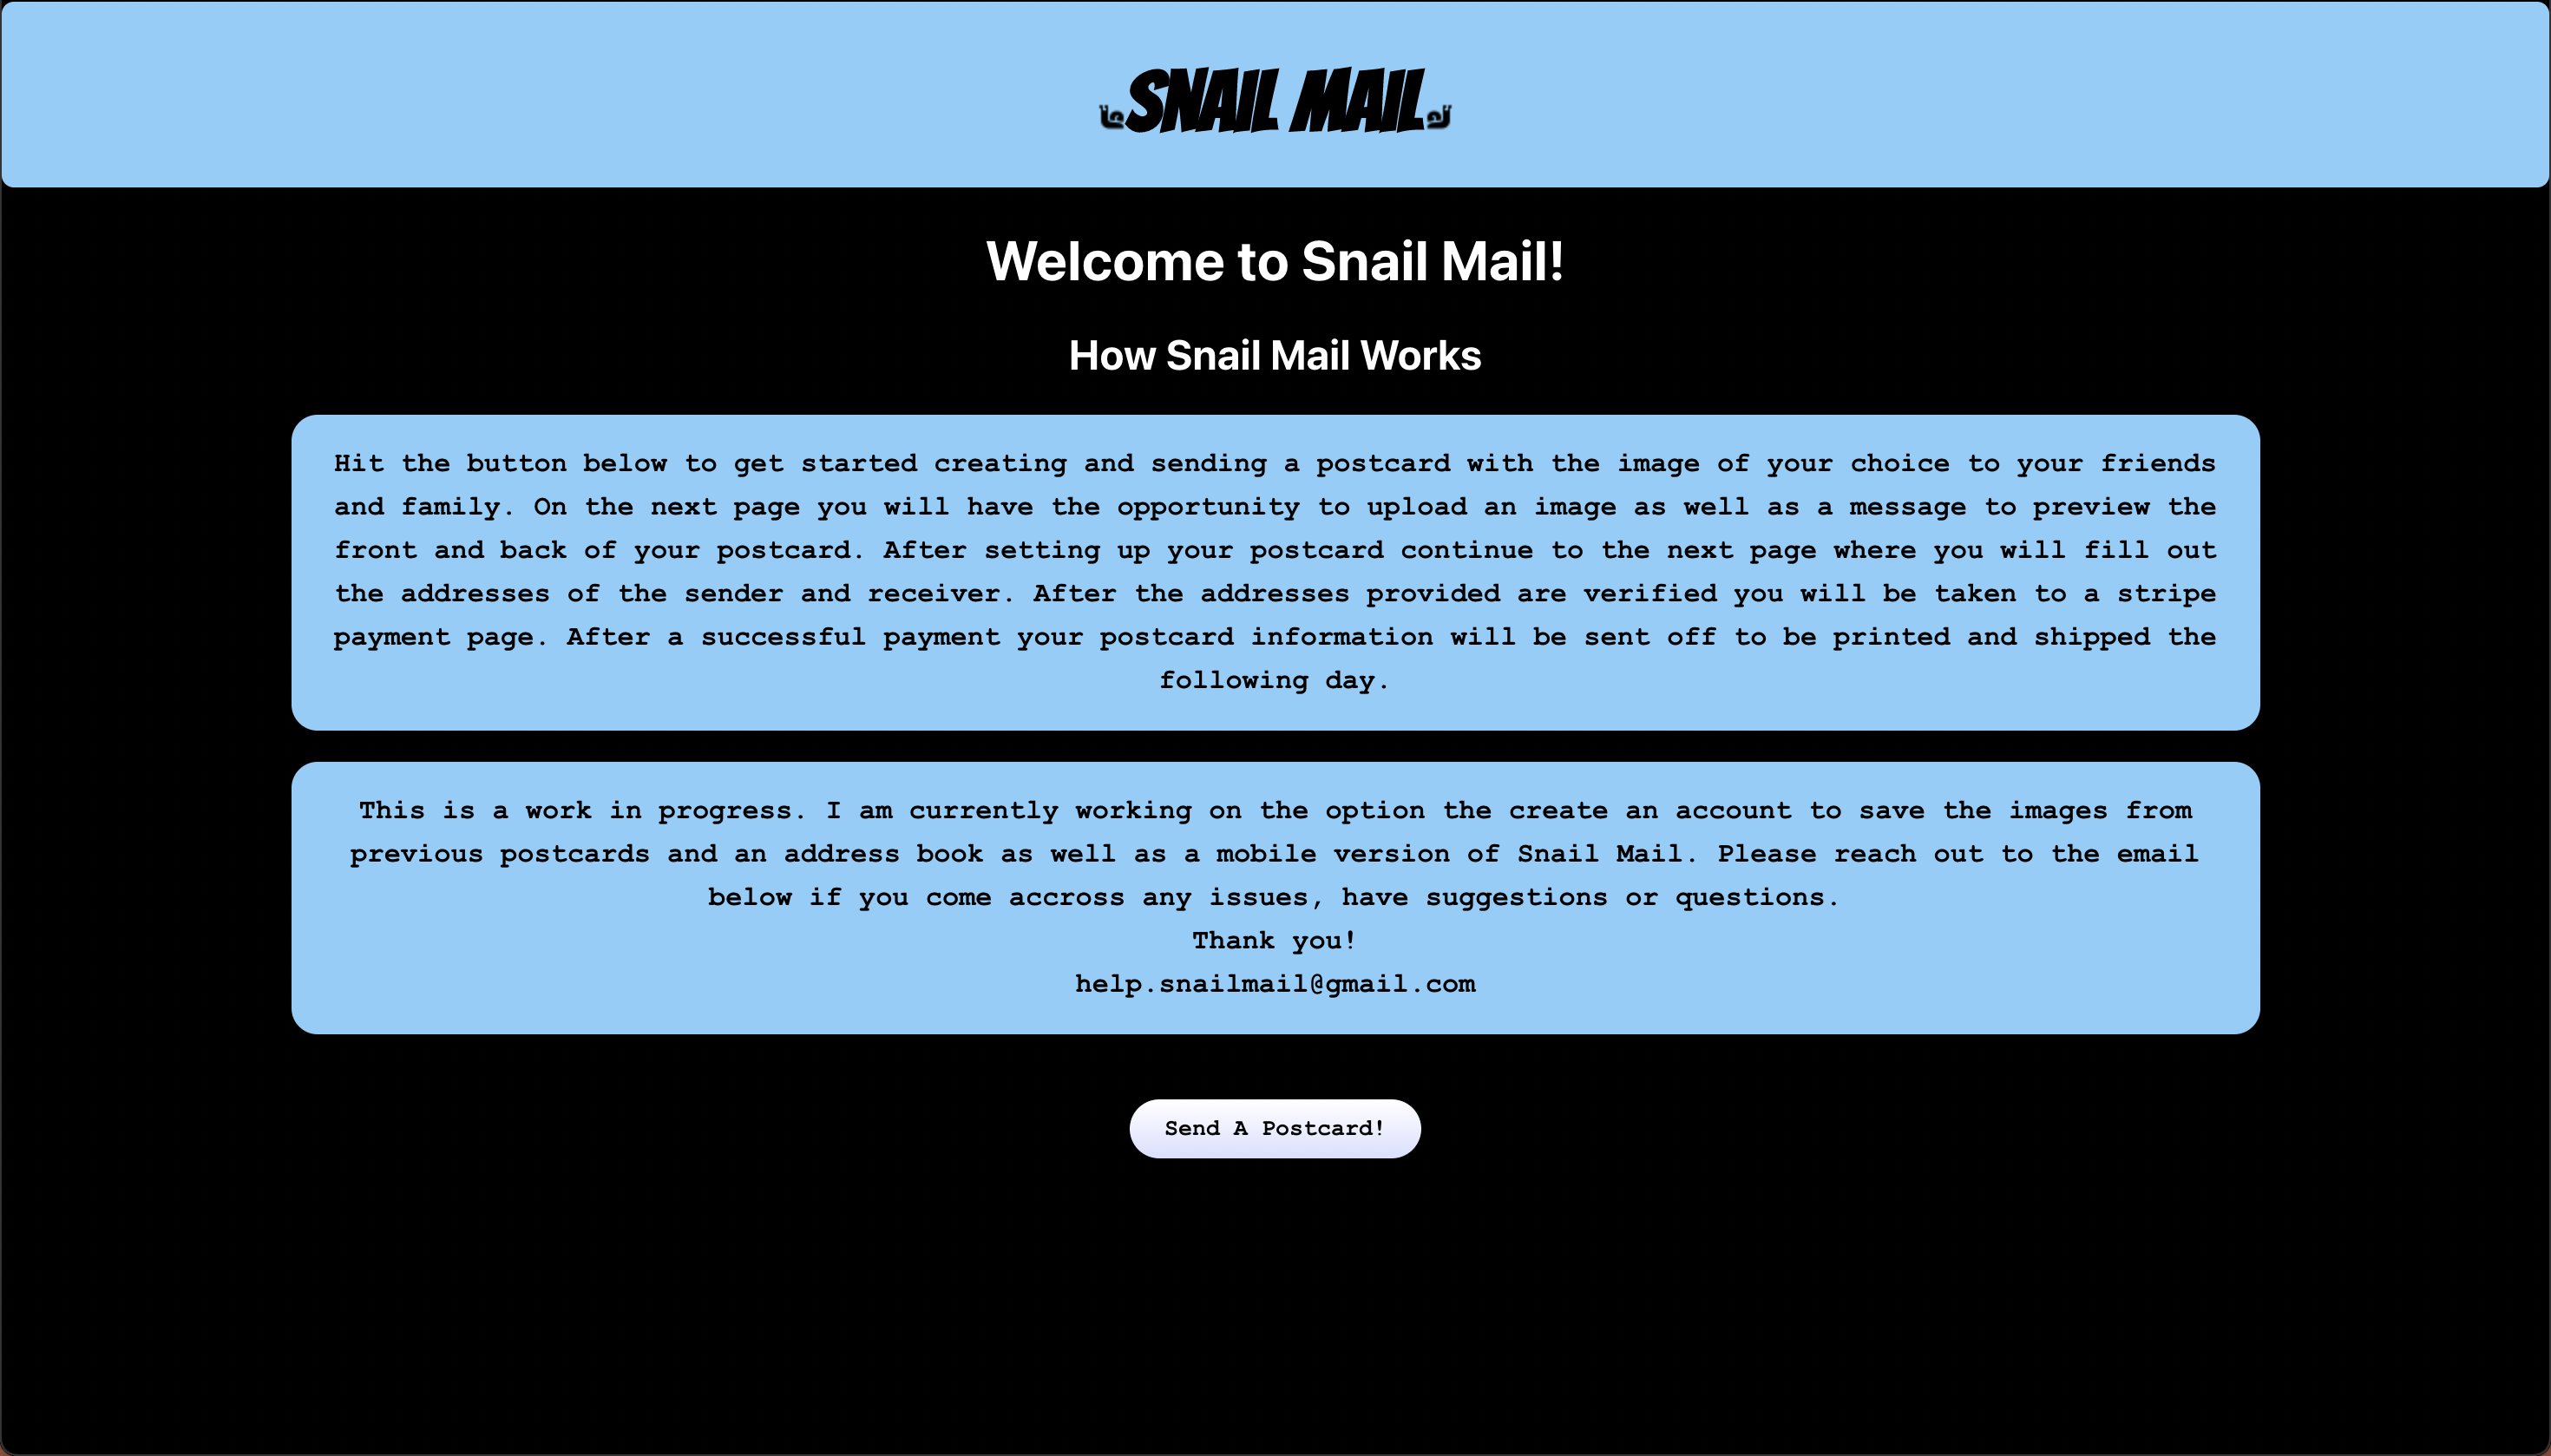 SNAIL MAIL
Welcome to Snail Mail!
How Snail Mail Works
Hit the button below to get started creating and sending a postcard with the image of your choice to your friends
and family. On the next page you will have the opportunity to upload an image as well as a message to preview the
front and back of your postcard. After setting up your postcard continue to the next page where you will fill out
the addresses of the sender and receiver. After the addresses provided are verified you will be taken to a stripe
payment page. After a successful payment your postcard information will be sent off to be printed and shipped the
following day.
This is a work in progress. I am currently working on the option the create an account to save the images from
previous postcards and an address book as well as a mobile version of Snail Mail. Please reach out to the email
below if you come accross any issues, have suggestions or questions.
Thank you!
help.snailmail@gmail.com
Send A Postcard!